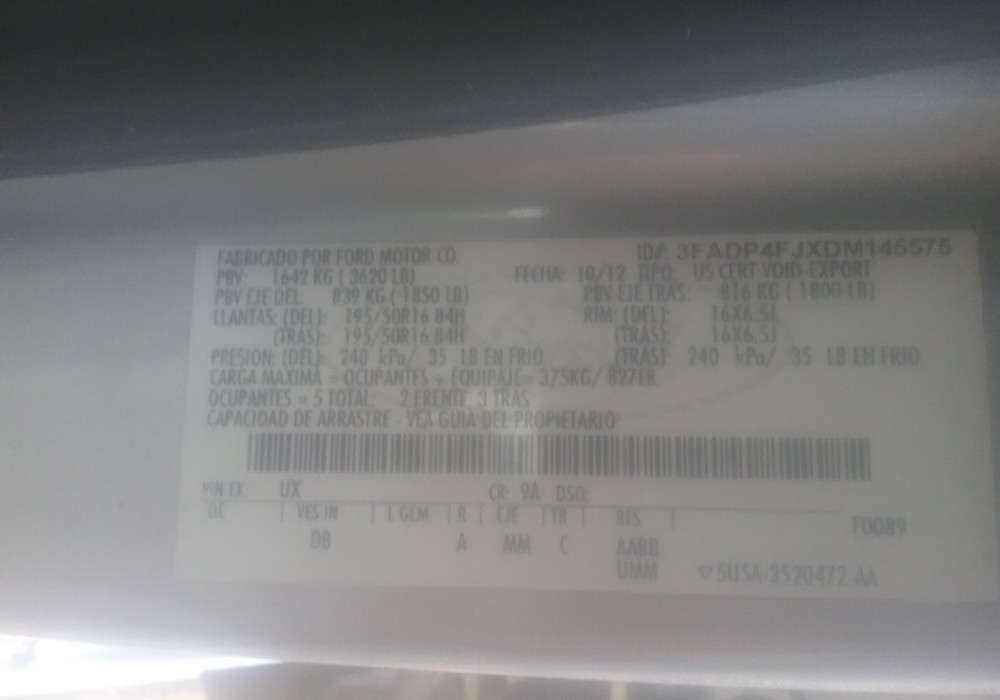 FABRICADO POR FORD MOTOR CO. ID#: 3FADP4FJXDM145575
PBV: 1642 KG ( 3620 LB) FECHA: 10/12 TIPO: US CERT VOID-EXPORT
PBV EJE DEL: 839 KG ( 1850 LB) PBV EJE TRAS: 816 KG ( 1800 LB)
LLANTAS: (DEL): 195/50R16 84H RIM: (DEL): 16X6.5J
(TRAS): 195/50R16 84H (TRAS): 16X6.5J
PRESION: (DEL): 240 kPa/ 35 LB EN FRIO (TRAS): 240 kPa/ 35 LB EN FRIO
CARGA MAXIMA = OCUPANTES + EQUIPAJE= 375KG/ 827LB
OCUPANTES = 5 TOTAL: 2 FRENTE 3 TRAS
CAPACIDAD DE ARRASTRE - VEA GUIA DEL PROPIETARIO
PIN EX: UX CR: 9A DSO:
DE VES IN L GEM R EJE TR RES F0089
DB A MM C AABB
UMM ▽ 5U5A-3520472-AA